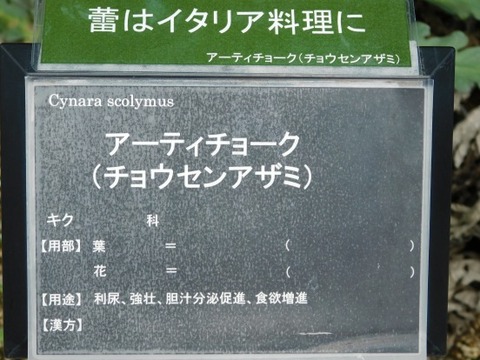 蕾はイタリア料理に
アーティチョーク(チョウセンアザミ)
Cynara scolymus
アーティチョーク
(チョウセンアザミ)
キク 科
【用部】 葉 = ( )
花 = ( )
【用途】 利尿、強壮、胆汁分泌促進、食欲増進
【漢方】